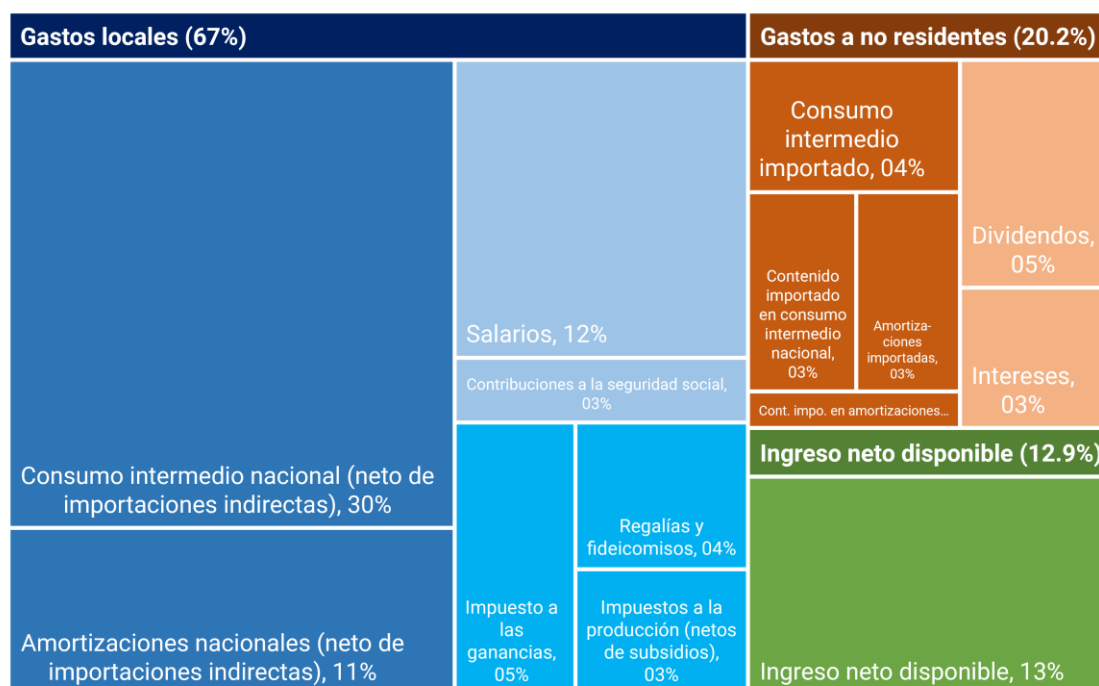 Gastos locales (67%)
Consumo intermedio nacional (neto de
importaciones indirectas), 30%
Amortizaciones nacionales (neto de
importaciones indirectas), 11%
Salarios, 12%
Contribuciones a la seguridad social,
03%
Impuesto a
las
ganancias,
05%
Regalías y
fideicomisos, 04%
Impuestos a la
producción (netos
de subsidios),
03%
Gastos a no residentes (20.2%)
Consumo
intermedio
importado, 04%
Contenido
importado
en consumo
intermedio
nacional,
03%
Amortiza-
ciones
importadas,
03%
Cont. impo. en amortizaciones…
Dividendos,
05%
Intereses,
03%
Ingreso neto disponible (12.9%)
Ingreso neto disponible, 13%